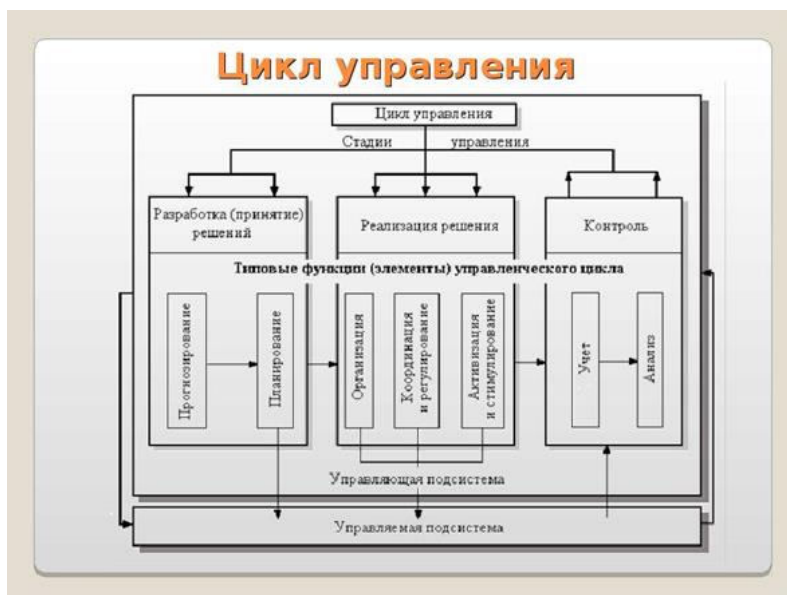 Цикл управления
Цикл управления
Стадии управления
Разработка (принятие)
решений
Реализация решения
Контроль
Типовые функции (элементы) управленческого цикла
Прогнозирование
Планирование
Организация
Координация
и регулирование
Активизация
и стимулирование
Учет
Анализ
Управляющая подсистема
Управляемая подсистема